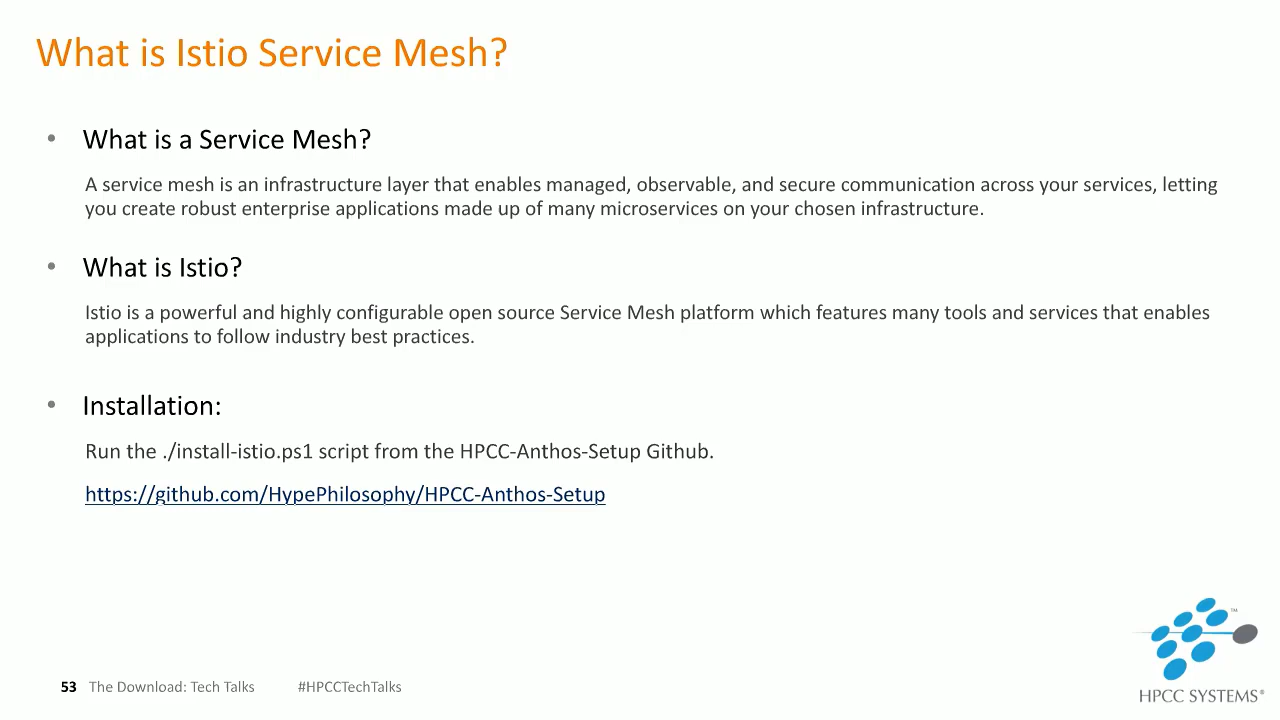 What is Istio Service Mesh?
• What is a Service Mesh?
A service mesh is an infrastructure layer that enables managed, observable, and secure communication across your services, letting
you create robust enterprise applications made up of many microservices on your chosen infrastructure.
• What is Istio?
Istio is a powerful and highly configurable open source Service Mesh platform which features many tools and services that enables
applications to follow industry best practices.
• Installation:
Run the ./install-istio.ps1 script from the HPCC-Anthos-Setup Github.
https://github.com/HypePhilosophy/HPCC-Anthos-Setup
53 The Download: Tech Talks #HPCCTechTalks
™
HPCC SYSTEMS®